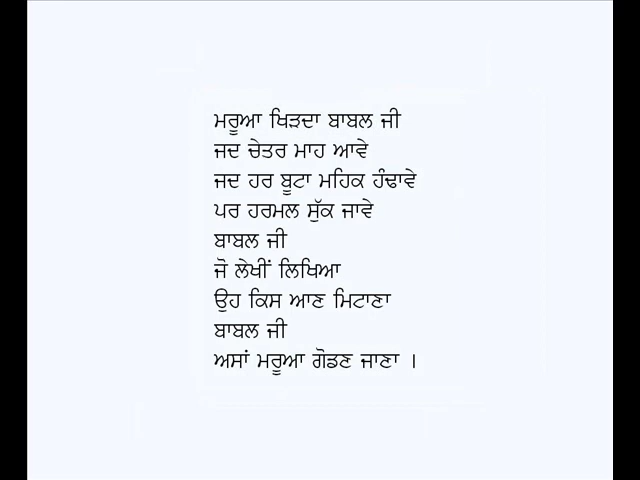 ਮਰੂਆ ਖਿੜਦਾ ਬਾਬਲ ਜੀ
ਜਦ ਚੇਤਰ ਮਾਹ ਆਵੇ
ਜਦ ਹਰ ਬੂਟਾ ਮਹਿਕ ਹੰਢਾਵੇ
ਪਰ ਹਰਮਲ ਸੁੱਕ ਜਾਵੇ
ਬਾਬਲ ਜੀ
ਜੋ ਲੇਖੀਂ ਲਿਖਿਆ
ਉਹ ਕਿਸ ਆਣ ਮਿਟਾਣਾ
ਬਾਬਲ ਜੀ
ਅਸਾਂ ਮਰੂਆ ਗੋਡਣ ਜਾਣਾ ।